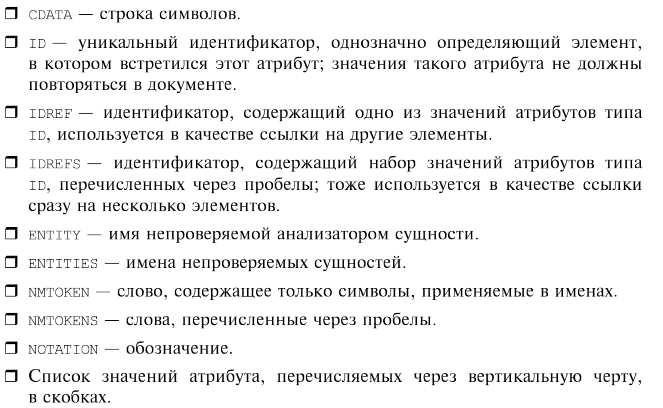 ❐ CDATA — строка символов.
❐ ID — уникальный идентификатор, однозначно определяющий элемент,
в котором встретился этот атрибут; значения такого атрибута не должны
повторяться в документе.
❐ IDREF — идентификатор, содержащий одно из значений атрибутов типа
ID, используется в качестве ссылки на другие элементы.
❐ IDREFS — идентификатор, содержащий набор значений атрибутов типа
ID, перечисленных через пробелы; тоже используется в качестве ссылки
сразу на несколько элементов.
❐ ENTITY — имя непроверяемой анализатором сущности.
❐ ENTITIES — имена непроверяемых сущностей.
❐ NMTOKEN — слово, содержащее только символы, применяемые в именах.
❐ NMTOKENS — слова, перечисленные через пробелы.
❐ NOTATION — обозначение.
❐ Список значений атрибута, перечисляемых через вертикальную черту,
в скобках.